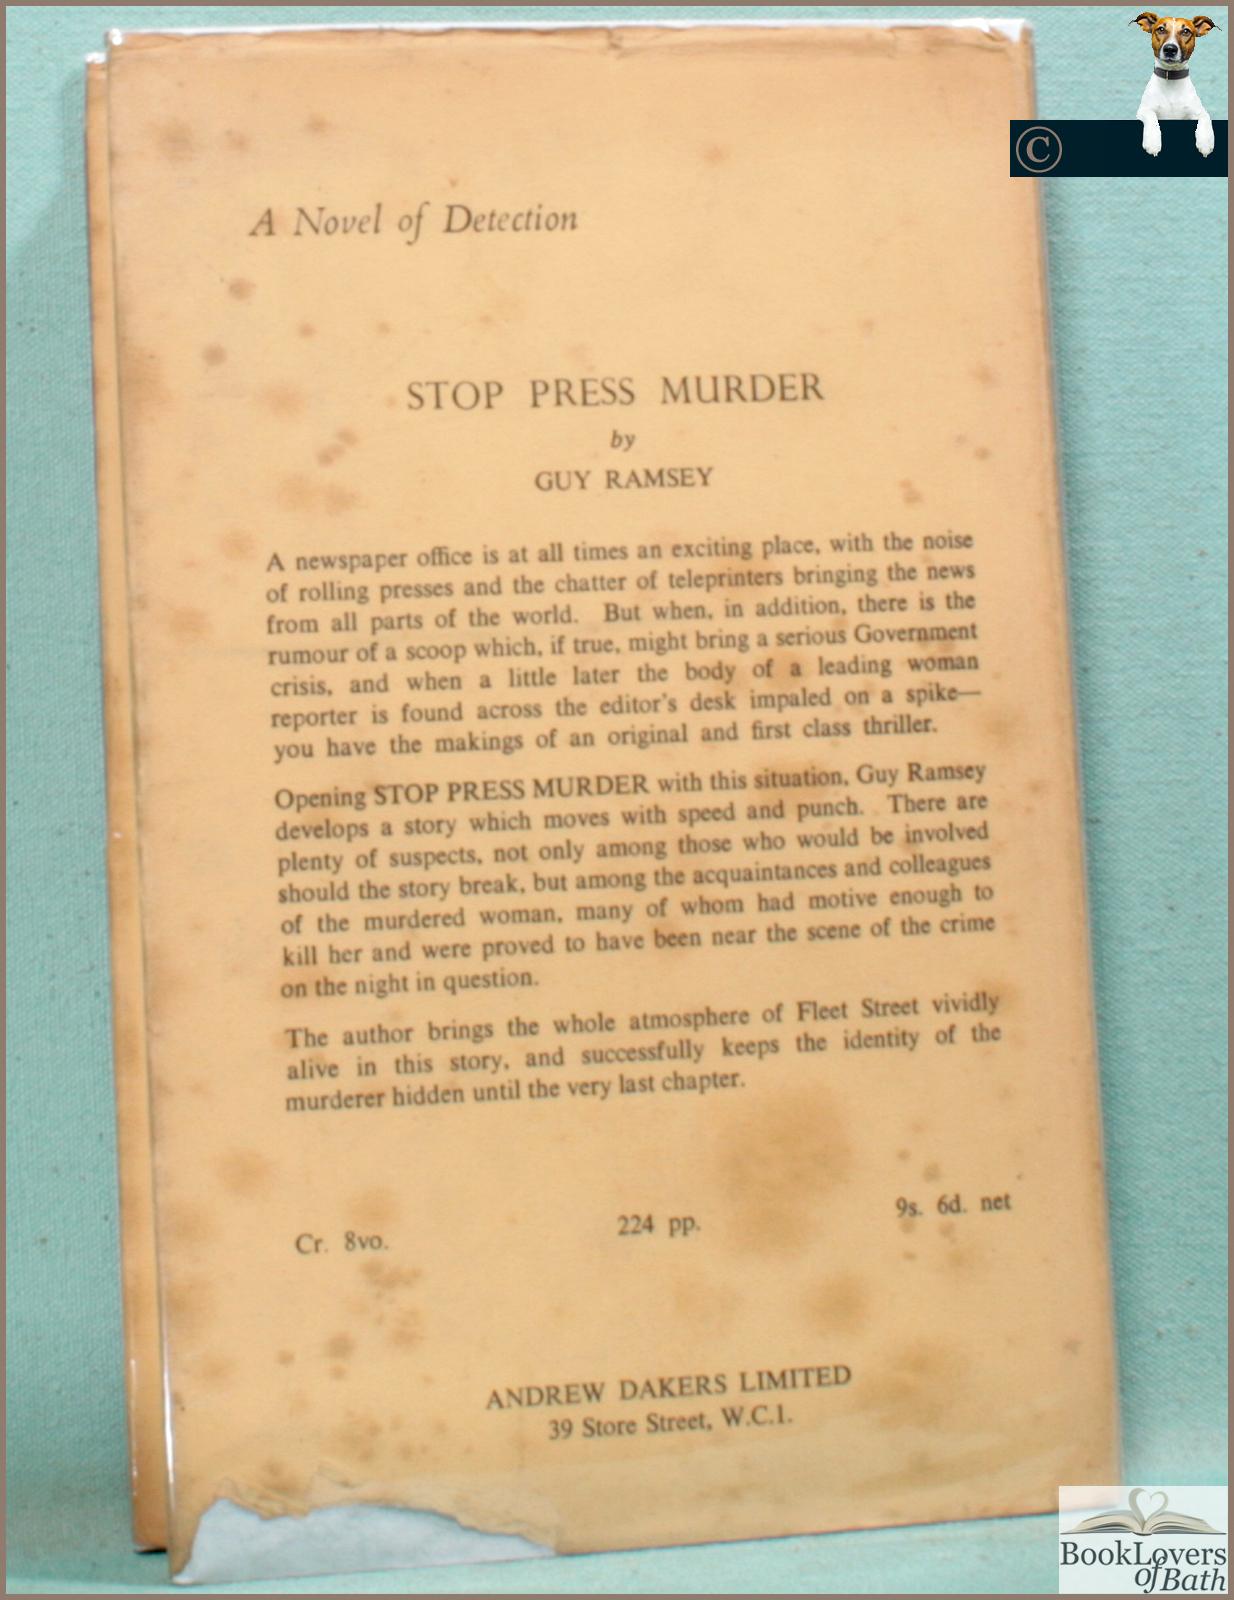 ©
A Novel of Detection
STOP PRESS MURDER
by
GUY RAMSEY
A newspaper office is at all times an exciting place, with the noise
of rolling presses and the chatter of teleprinters bringing the news
from all parts of the world. But when, in addition, there is the
rumour of a scoop which, if true, might bring a serious Government
crisis, and when a little later the body of a leading woman
reporter is found across the editor's desk impaled on a spike—
you have the makings of an original and first class thriller.
Opening STOP PRESS MURDER with this situation, Guy Ramsey
develops a story which moves with speed and punch. There are
plenty of suspects, not only among those who would be involved
should the story break, but among the acquaintances and colleagues
of the murdered woman, many of whom had motive enough to
kill her and were proved to have been near the scene of the crime
on the night in question.
The author brings the whole atmosphere of Fleet Street vividly
alive in this story, and successfully keeps the identity of the
murderer hidden until the very last chapter.
Cr. 8vo. 224 pp. 9s. 6d. net
ANDREW DAKERS LIMITED
39 Store Street, W.C.1.
BookLovers
of Bath